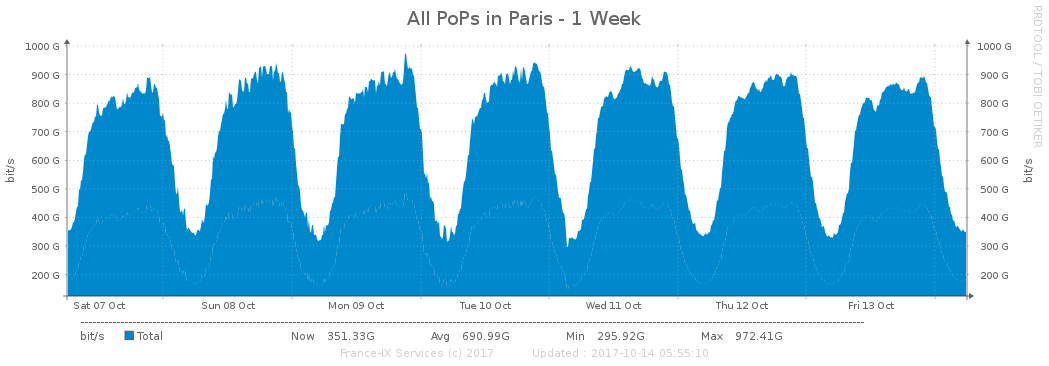 All PoPs in Paris - 1 Week
RRDTOOL / TOBI OETIKER
1000 G 1000 G
900 G 900 G
800 G 800 G
700 G 700 G
600 G 600 G
500 G 500 G
400 G 400 G
300 G 300 G
200 G 200 G
bit/s bit/s
Sat 07 Oct Sun 08 Oct Mon 09 Oct Tue 10 Oct Wed 11 Oct Thu 12 Oct Fri 13 Oct
bit/s Total Now 351.33G Avg 690.99G Min 295.92G Max 972.41G
France-IX Services (c) 2017 Updated : 2017-10-14 05:55:10